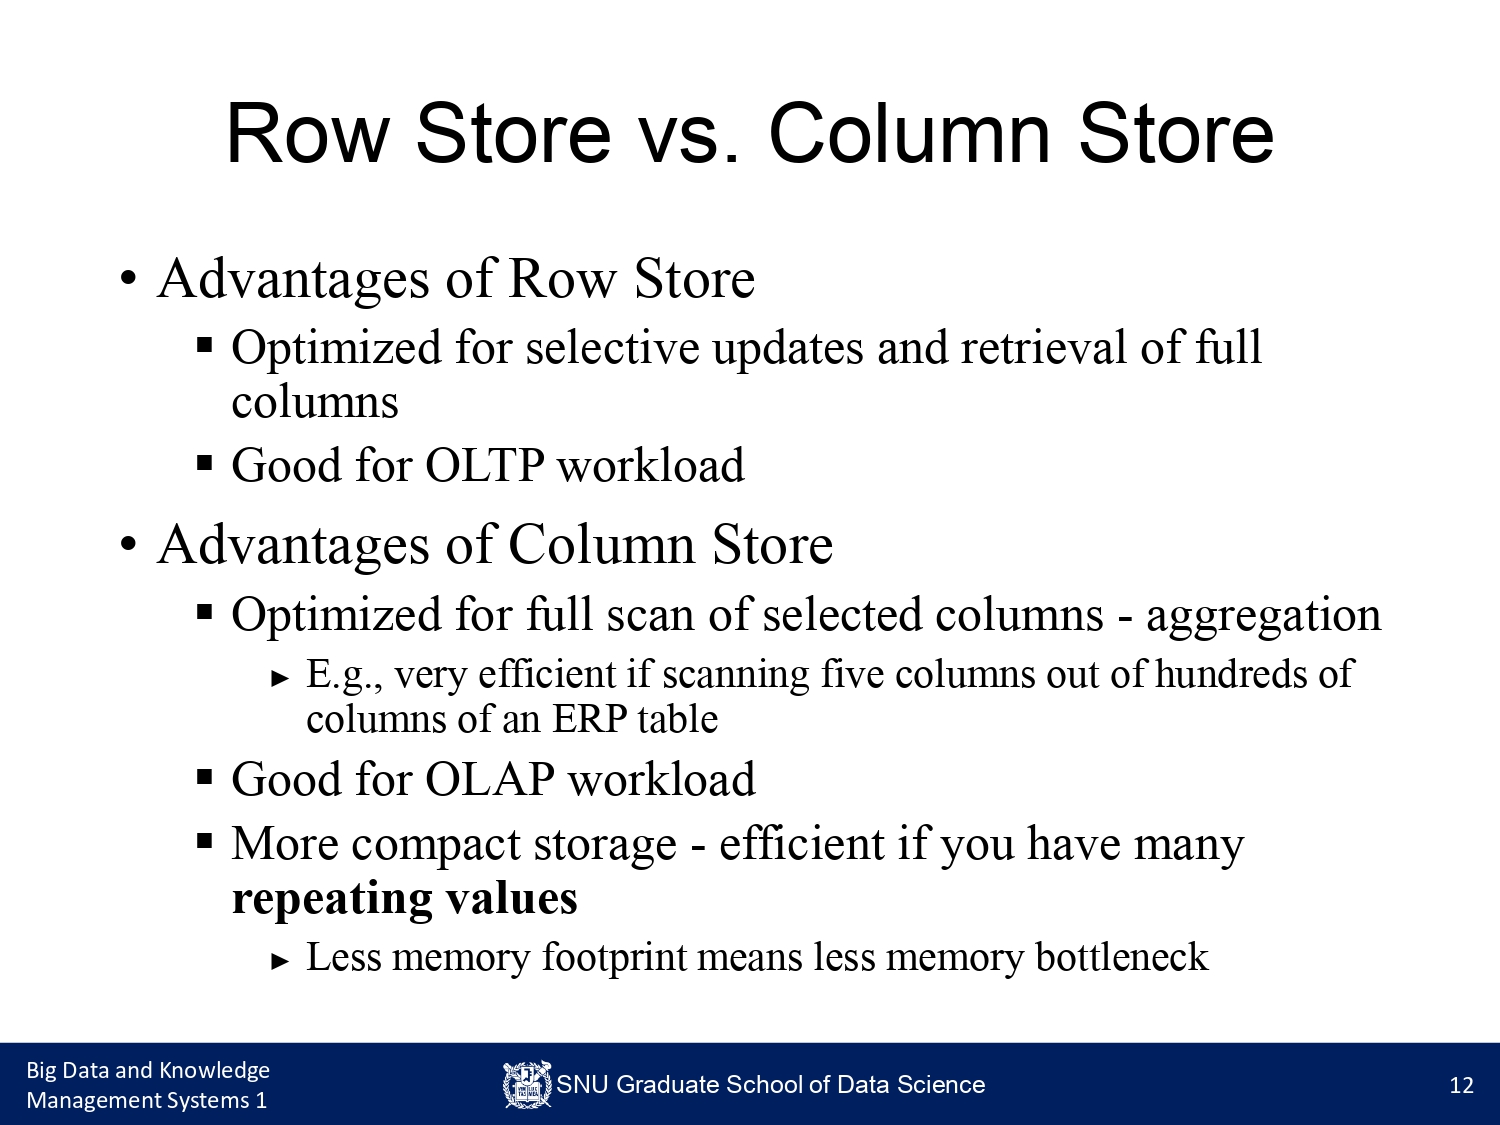 Row Store vs. Column Store
• Advantages of Row Store
▪ Optimized for selective updates and retrieval of full
columns
▪ Good for OLTP workload
• Advantages of Column Store
▪ Optimized for full scan of selected columns - aggregation
► E.g., very efficient if scanning five columns out of hundreds of
columns of an ERP table
▪ Good for OLAP workload
▪ More compact storage - efficient if you have many
repeating values
► Less memory footprint means less memory bottleneck
Big Data and Knowledge
Management Systems 1
SNU Graduate School of Data Science
12